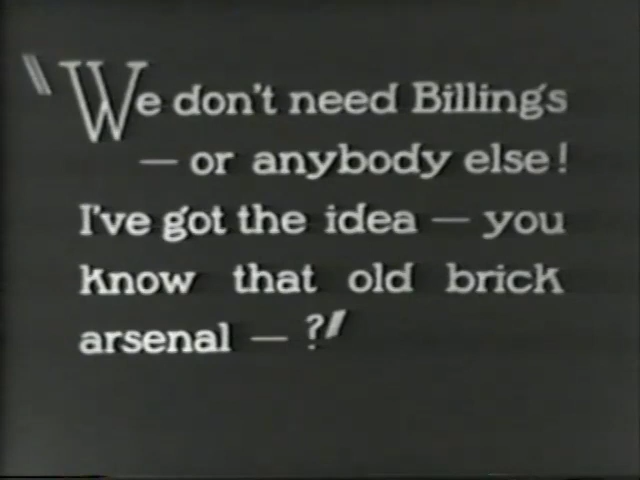 "We don't need Billings
— or anybody else!
I've got the idea — you
know that old brick
arsenal — ?"